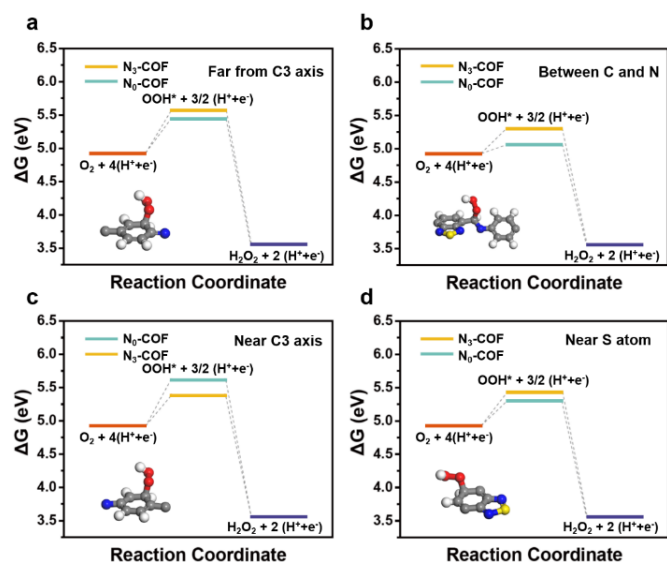 a
6.5
6.0
5.5
5.0
4.5
4.0
3.5
ΔG (eV)
N₃-COF
N₀-COF
Far from C3 axis
OOH* + 3/2 (H⁺+e⁻)
O₂ + 4(H⁺+e⁻)
H₂O₂ + 2 (H⁺+e⁻)
Reaction Coordinate
b
6.5
6.0
5.5
5.0
4.5
4.0
3.5
ΔG (eV)
N₃-COF
N₀-COF
Between C and N
OOH* + 3/2 (H⁺+e⁻)
O₂ + 4(H⁺+e⁻)
H₂O₂ + 2 (H⁺+e⁻)
Reaction Coordinate
c
6.5
6.0
5.5
5.0
4.5
4.0
3.5
ΔG (eV)
N₀-COF
N₃-COF
Near C3 axis
OOH* + 3/2 (H⁺+e⁻)
O₂ + 4(H⁺+e⁻)
H₂O₂ + 2 (H⁺+e⁻)
Reaction Coordinate
d
6.5
6.0
5.5
5.0
4.5
4.0
3.5
ΔG (eV)
N₃-COF
N₀-COF
Near S atom
OOH* + 3/2 (H⁺+e⁻)
O₂ + 4(H⁺+e⁻)
H₂O₂ + 2 (H⁺+e⁻)
Reaction Coordinate